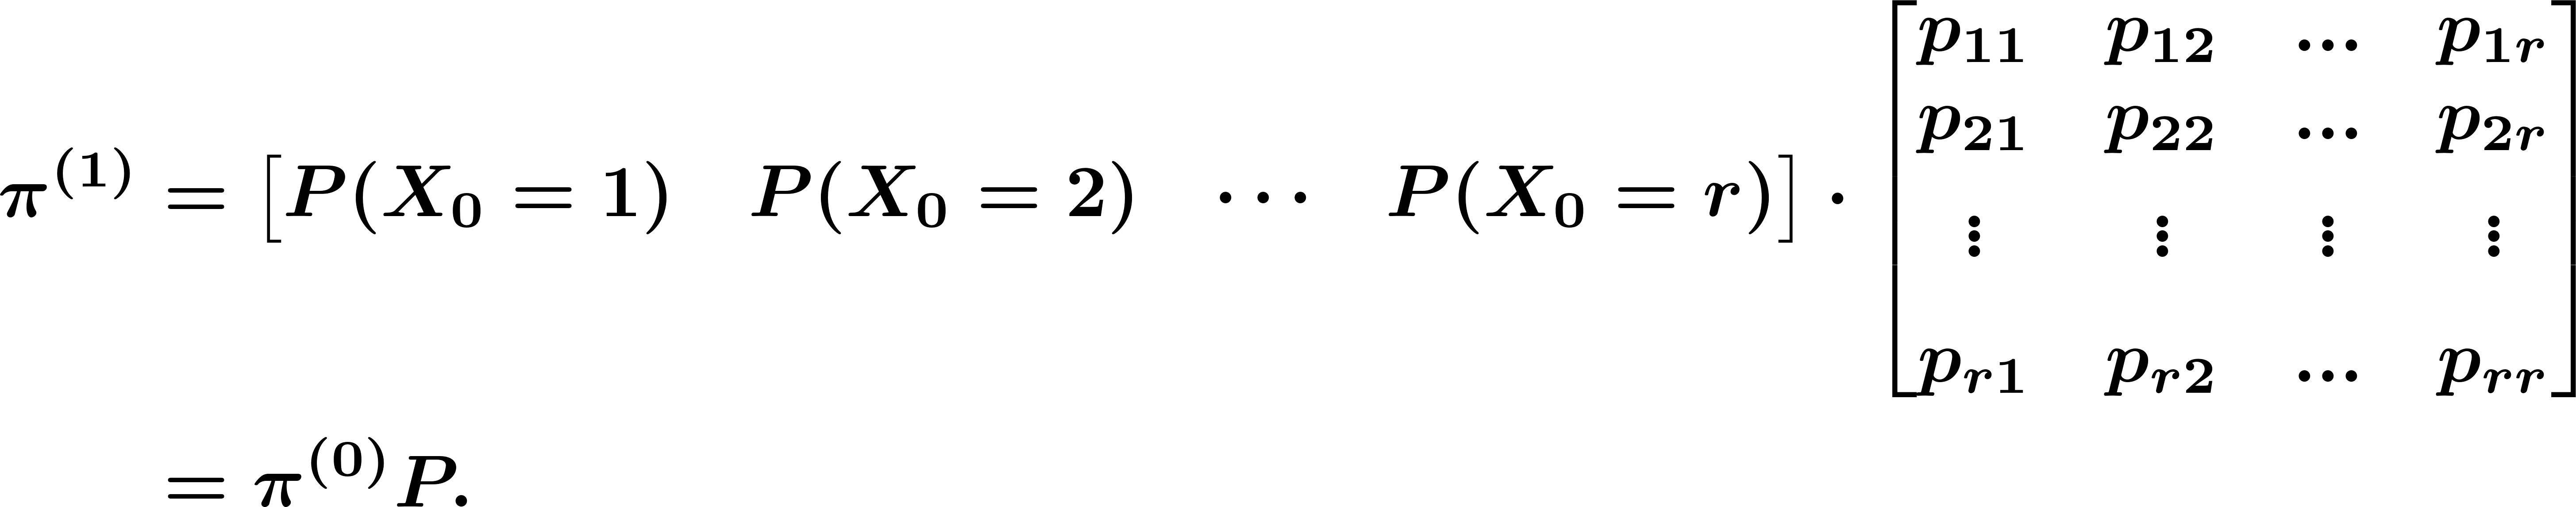 π^(1) = [P(X_0 = 1) P(X_0 = 2) ⋯ P(X_0 = r)] · [p_11 p_12 … p_1r
p_21 p_22 … p_2r
⋮ ⋮ ⋮ ⋮
p_r1 p_r2 … p_rr]
= π^(0) P.